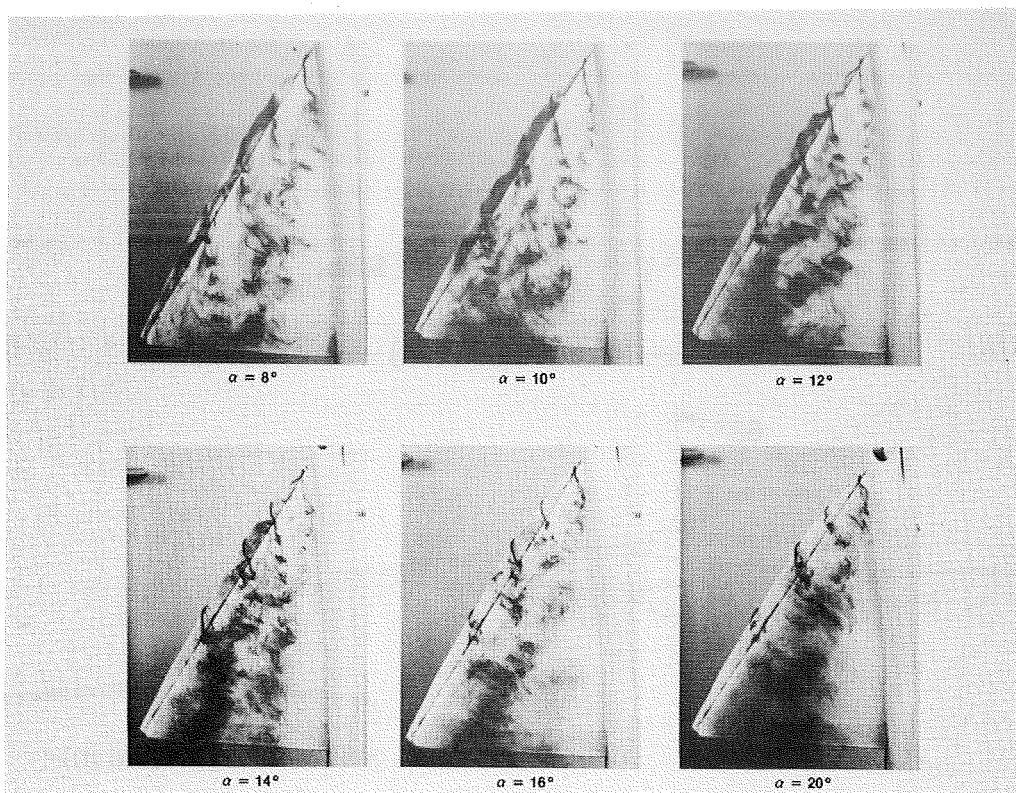 α = 8°
α = 10°
α = 12°
α = 14°
α = 16°
α = 20°